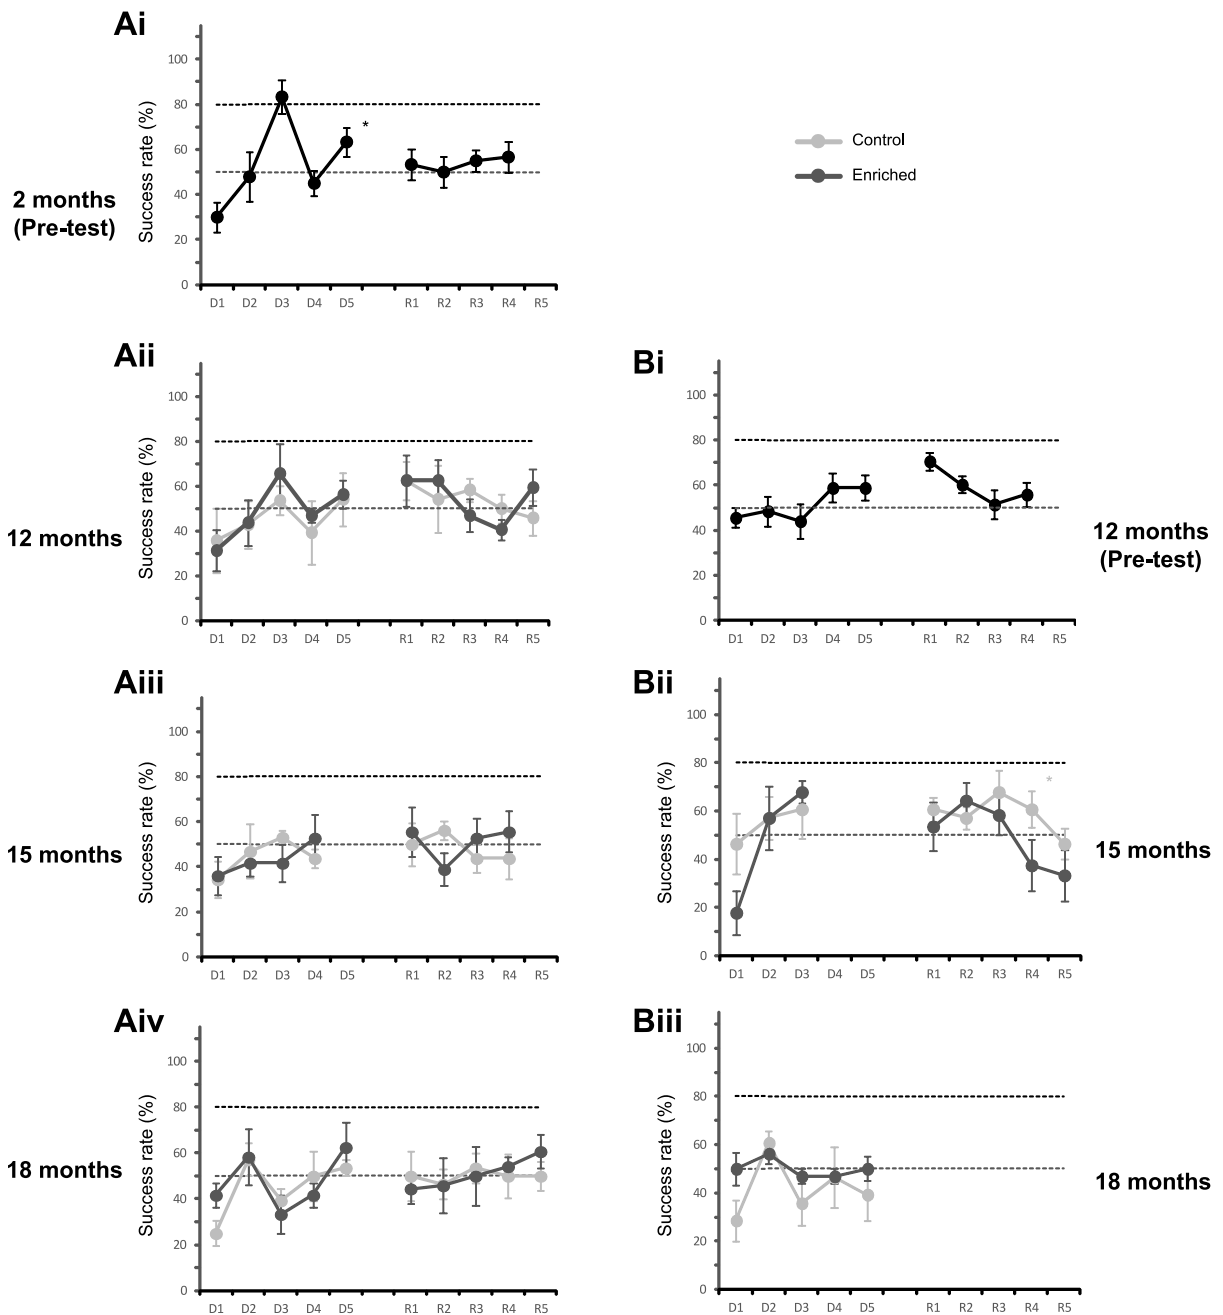 Ai
100
80
60
40
20
0
Success rate (%)
D1 D2 D3 D4 D5 R1 R2 R3 R4 R5
*
2 months
(Pre-test)
Control
Enriched
Aii
100
80
60
40
20
0
Success rate (%)
D1 D2 D3 D4 D5 R1 R2 R3 R4 R5
12 months
Bi
100
80
60
40
20
0
Success rate (%)
D1 D2 D3 D4 D5 R1 R2 R3 R4 R5
12 months
(Pre-test)
Aiii
100
80
60
40
20
0
Success rate (%)
D1 D2 D3 D4 D5 R1 R2 R3 R4 R5
15 months
Bii
100
80
60
40
20
0
Success rate (%)
D1 D2 D3 D4 D5 R1 R2 R3 R4 R5
*
15 months
Aiv
100
80
60
40
20
0
Success rate (%)
D1 D2 D3 D4 D5 R1 R2 R3 R4 R5
18 months
Biii
100
80
60
40
20
0
Success rate (%)
D1 D2 D3 D4 D5 R1 R2 R3 R4 R5
18 months